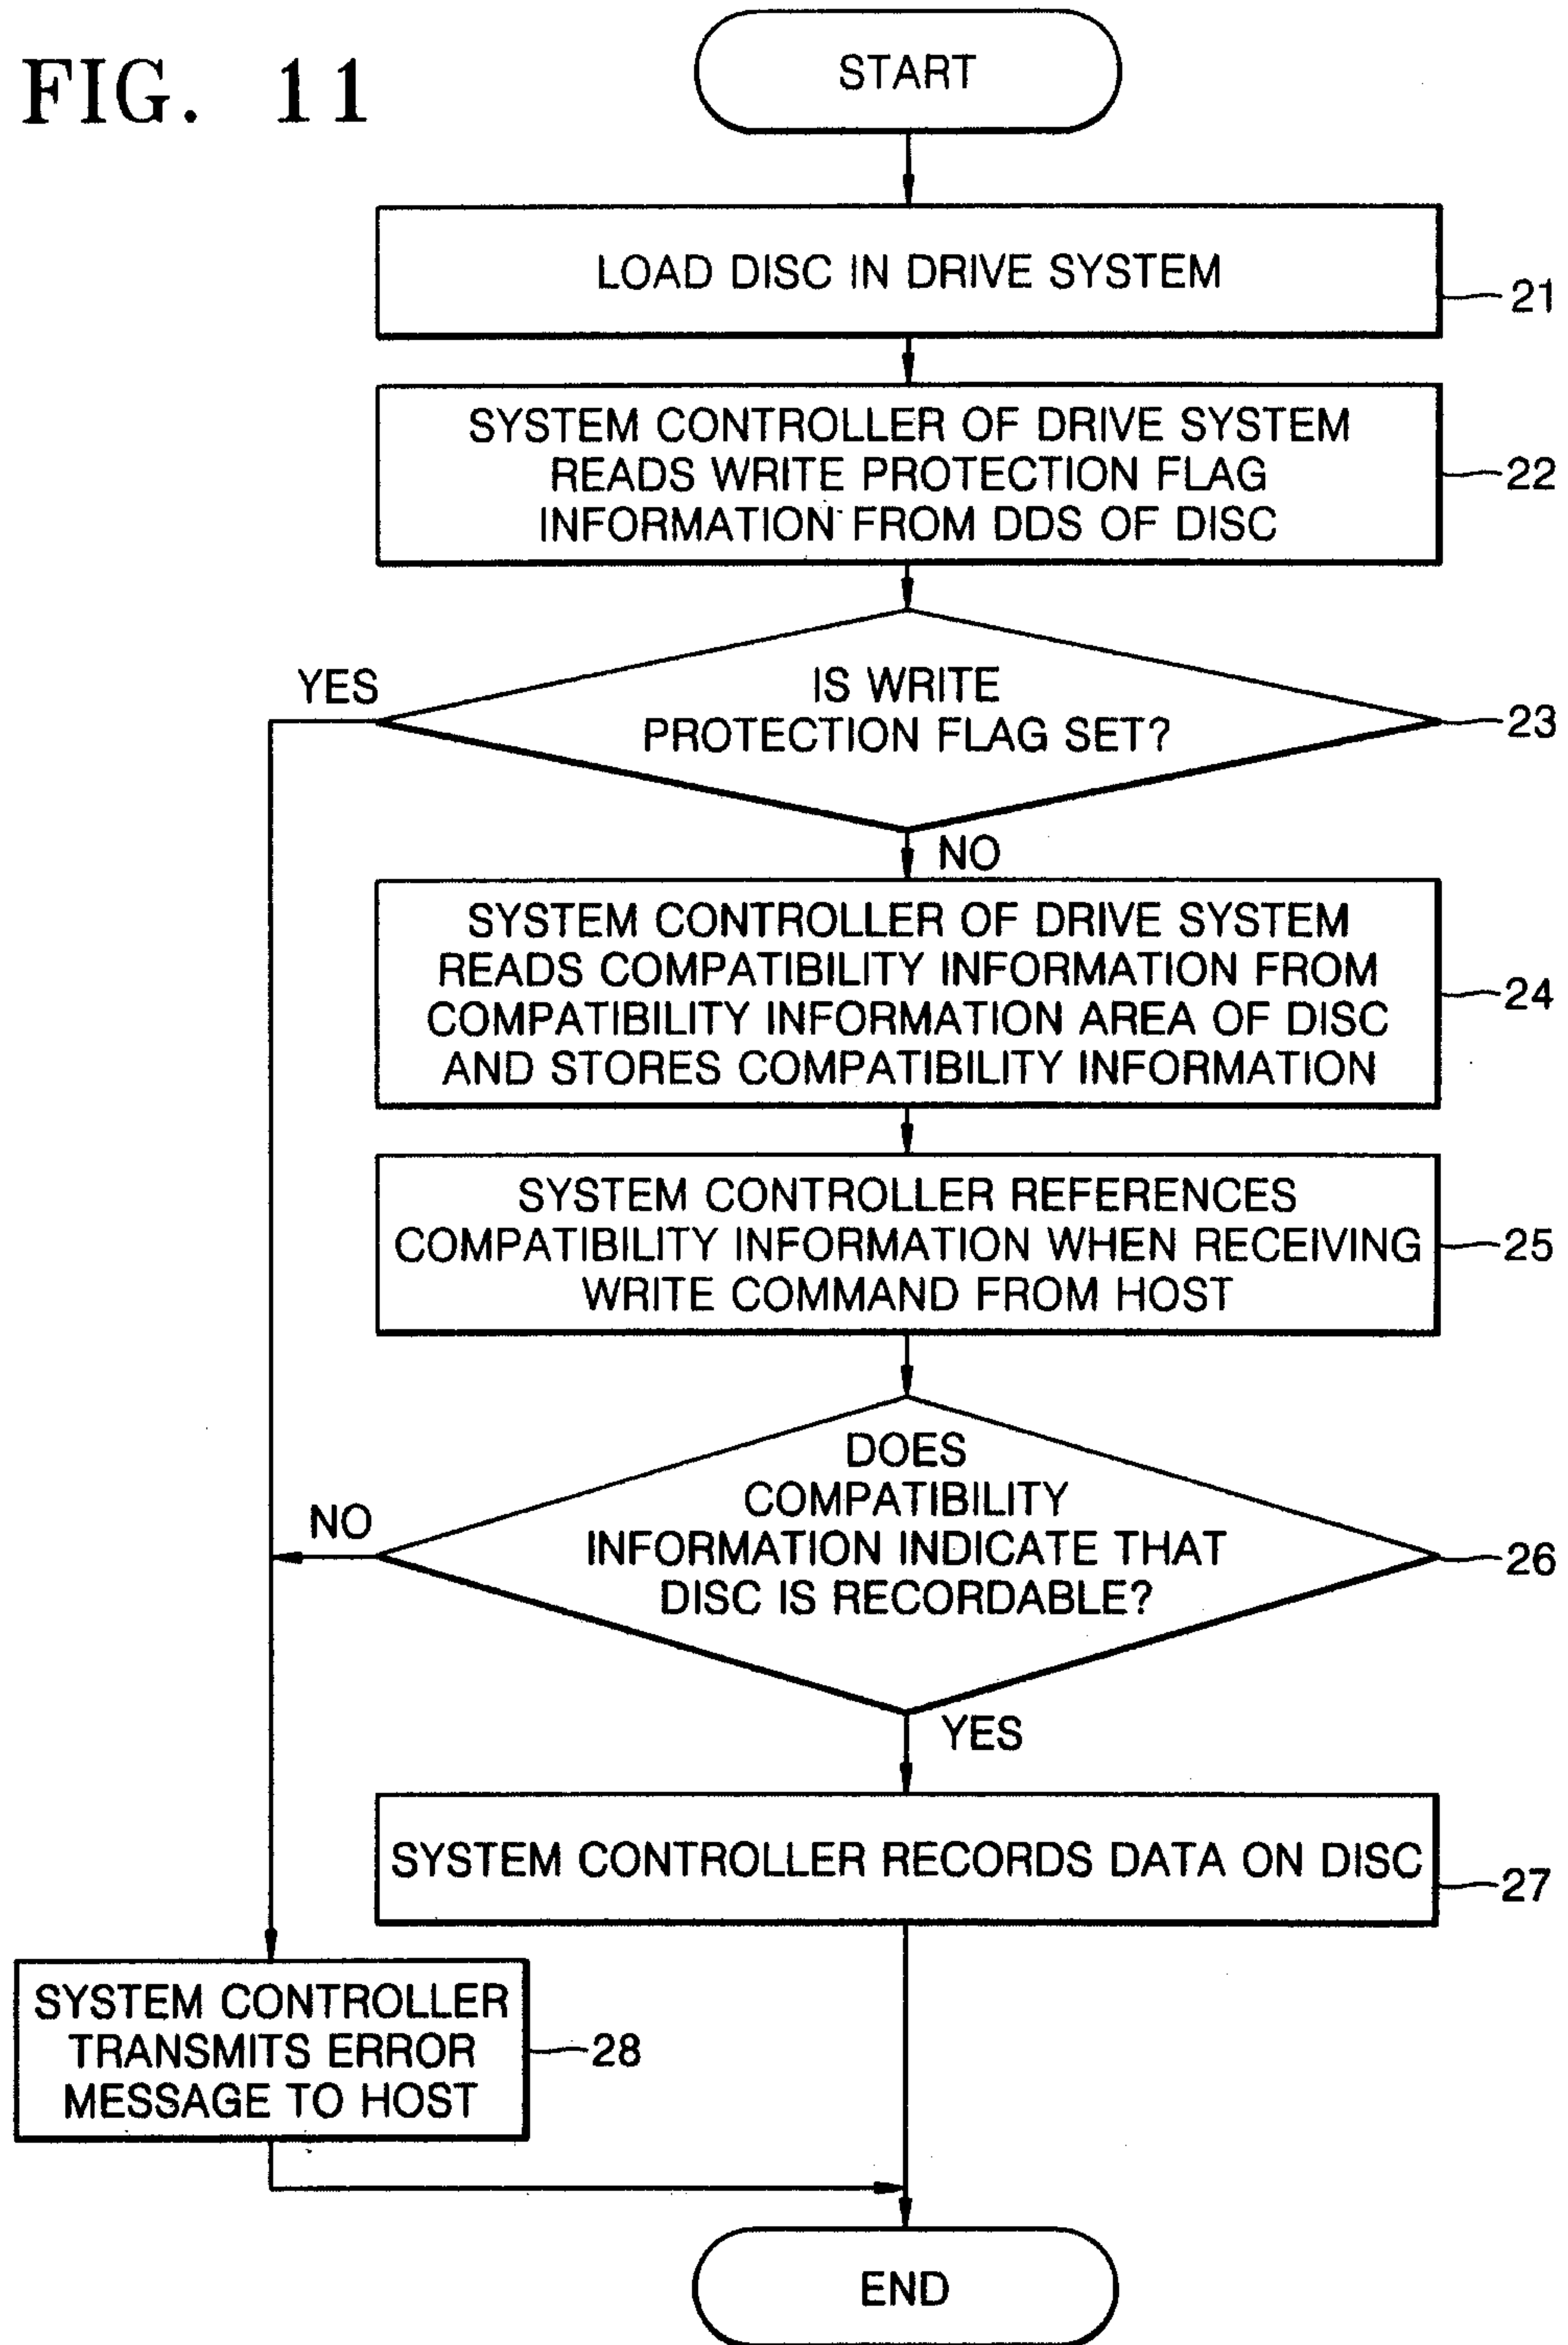 FIG. 11
START
LOAD DISC IN DRIVE SYSTEM
21
SYSTEM CONTROLLER OF DRIVE SYSTEM
READS WRITE PROTECTION FLAG
INFORMATION FROM DDS OF DISC
22
YES
IS WRITE
PROTECTION FLAG SET?
23
NO
SYSTEM CONTROLLER OF DRIVE SYSTEM
READS COMPATIBILITY INFORMATION FROM
COMPATIBILITY INFORMATION AREA OF DISC
AND STORES COMPATIBILITY INFORMATION
24
SYSTEM CONTROLLER REFERENCES
COMPATIBILITY INFORMATION WHEN RECEIVING
WRITE COMMAND FROM HOST
25
NO
DOES
COMPATIBILITY
INFORMATION INDICATE THAT
DISC IS RECORDABLE?
26
YES
SYSTEM CONTROLLER RECORDS DATA ON DISC
27
SYSTEM CONTROLLER
TRANSMITS ERROR
MESSAGE TO HOST
28
END